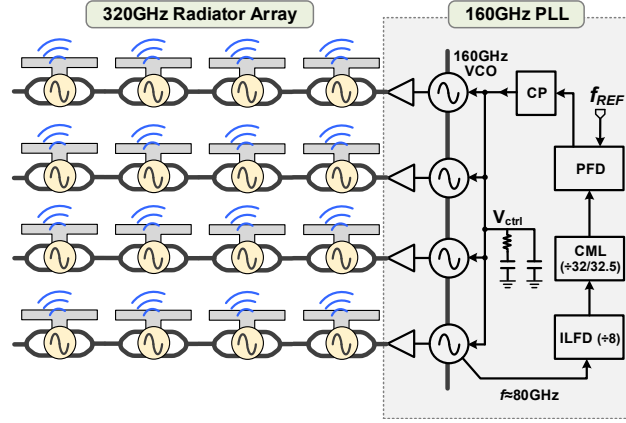 320GHz Radiator Array
160GHz PLL
160GHz
VCO
CP
fREF
PFD
Vctrl
CML
(÷32/32.5)
ILFD (÷8)
f≈80GHz